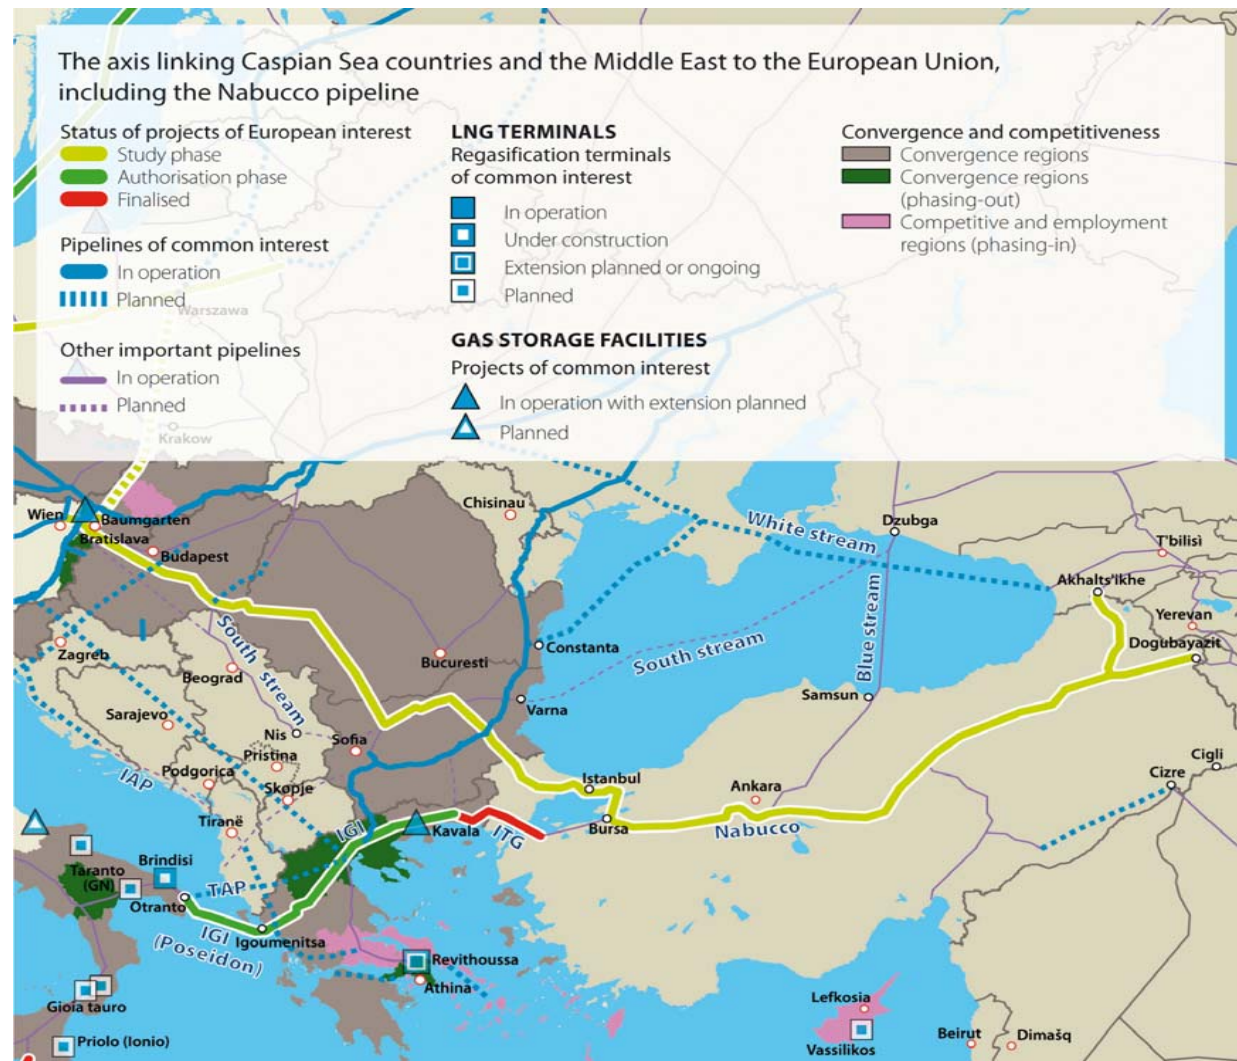 The axis linking Caspian Sea countries and the Middle East to the European Union,
including the Nabucco pipeline
Status of projects of European interest
Study phase
Authorisation phase
Finalised
Pipelines of common interest
In operation
Planned
Other important pipelines
In operation
Planned
LNG TERMINALS
Regasification terminals
of common interest
In operation
Under construction
Extension planned or ongoing
Planned
GAS STORAGE FACILITIES
Projects of common interest
In operation with extension planned
Planned
Convergence and competitiveness
Convergence regions
Convergence regions
(phasing-out)
Competitive and employment
regions (phasing-in)
Warszawa
Krakow
Wien
Baumgarten
Bratislava
Budapest
Chisinau
White stream
Dzubga
T'bilisì
Akhalts'ikhe
Yerevan
Dogubayazit
Zagreb
South stream
Beograd
Bucuresti
Constanta
South stream
Blue stream
Samsun
Varna
Sarajevo
Nis
Sofia
Pristina
Podgorica
Skøpje
IAP
Tiranë
Istanbul
Ankara
Cigli
Cizre
IGI
Kavala
ITG
Bursa
Nabucco
Brindisi
Taranto
(GN)
TAP
Otranto
IGI
(Poseidon)
Igoumenitsa
Revithoussa
Athina
Gioia tauro
Priolo (Ionio)
Lefkosia
Vassilikos
Beirut
Dimašq